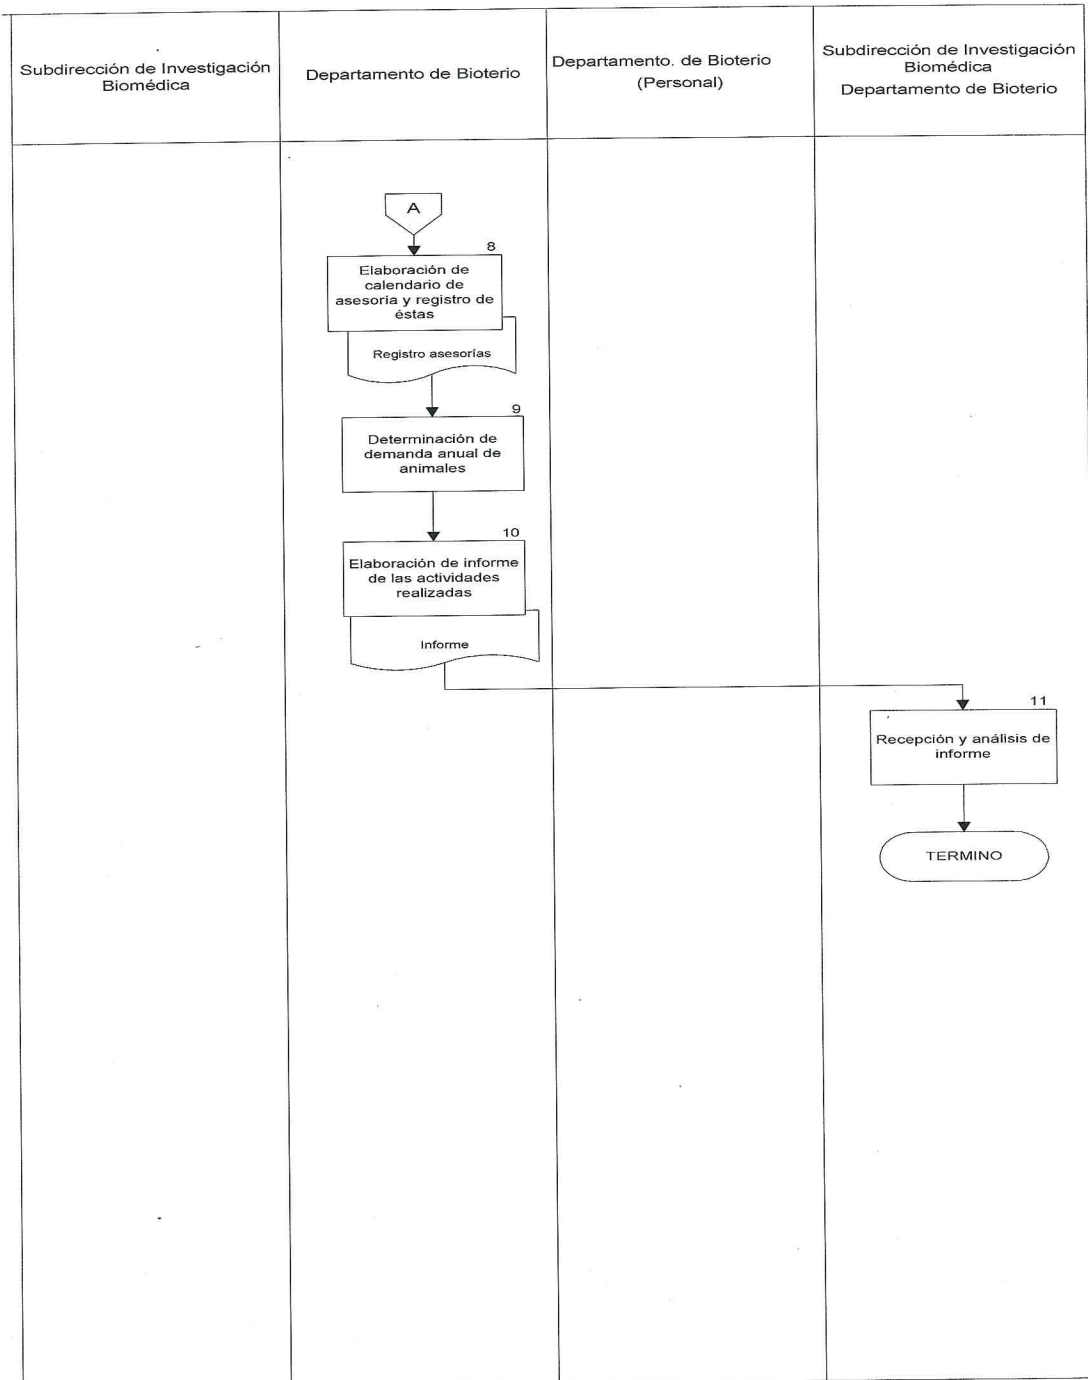 Subdirección de Investigación
Biomédica
Departamento de Bioterio
Departamento. de Bioterio
(Personal)
Subdirección de Investigación
Biomédica
Departamento de Bioterio
A
8
Elaboración de
calendario de
asesoría y registro de
éstas
Registro asesorías
9
Determinación de
demanda anual de
animales
10
Elaboración de informe
de las actividades
realizadas
Informe
11
Recepción y análisis de
informe
TERMINO